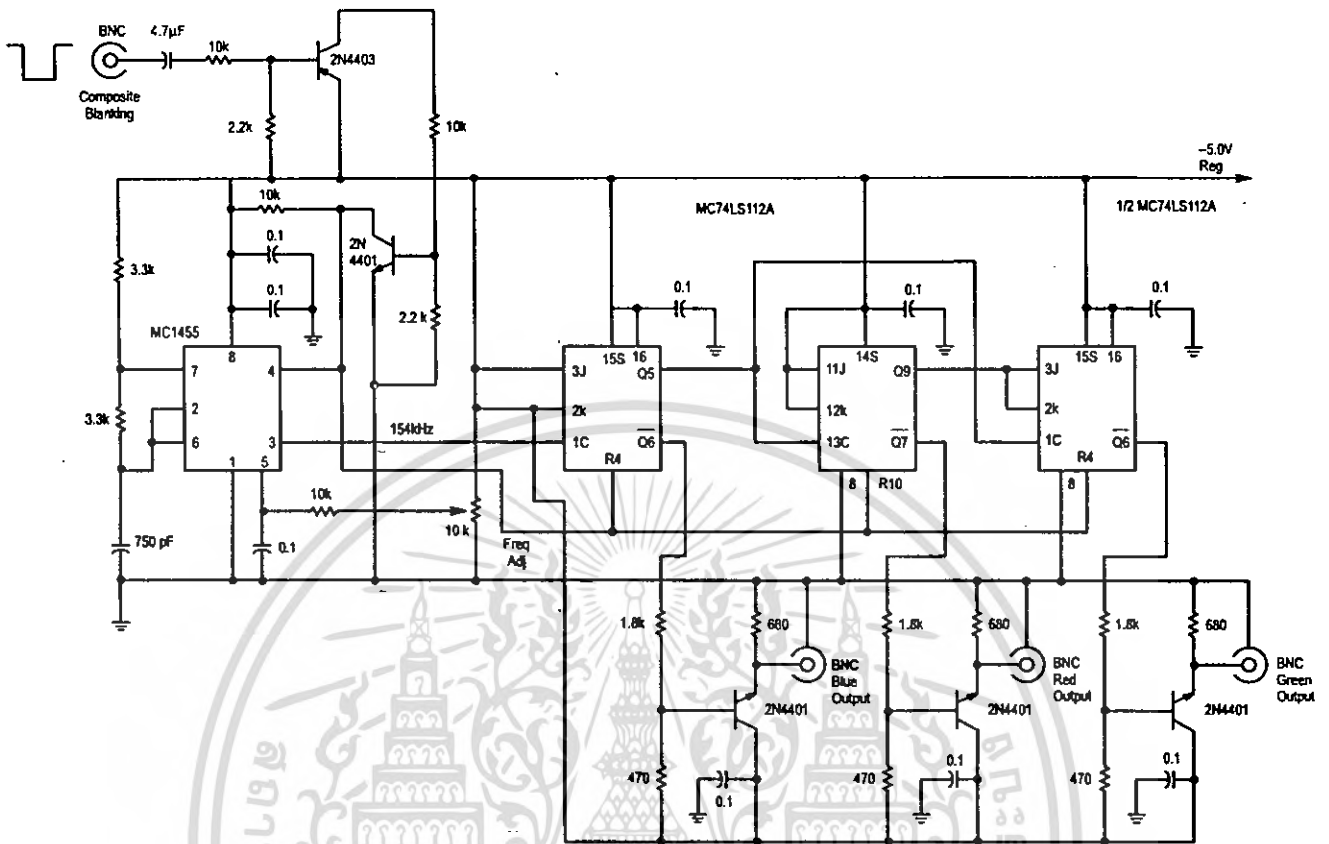 BNC
4.7µF
10k
2N4403
Composite
Blanking
2.2k
10k
–5.0V
Reg
10k
MC74LS112A
1/2 MC74LS112A
0.1
2N
4401
3.3k
0.1
0.1
0.1
0.1
2.2 k
MC1455
8
15S
16
14S
15S
16
7
4
3J
Q5
11J
Q9
3J
2
2k
12k
2k
3.3k
6
3
154kHz
1C
Q6
13C
Q7
1C
Q6
1
5
R4
8
R10
8
R4
10k
10 k
750 pF
0.1
Freq
Adj
1.8k
680
1.8k
680
1.8k
680
BNC
Blue
Output
BNC
Red
Output
BNC
Green
Output
2N4401
2N4401
2N4401
470
0.1
470
0.1
470
0.1